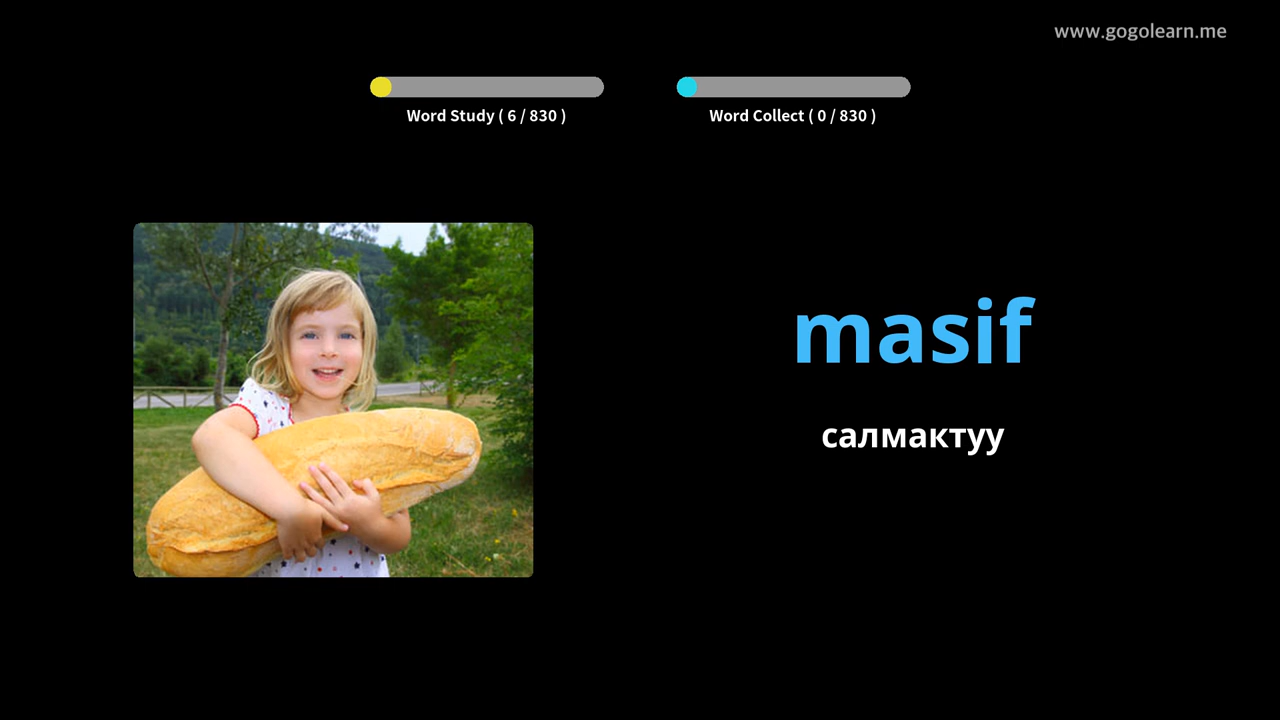 www.gogolearn.me
Word Study ( 6 / 830 )
Word Collect ( 0 / 830 )
masif
салмактуу